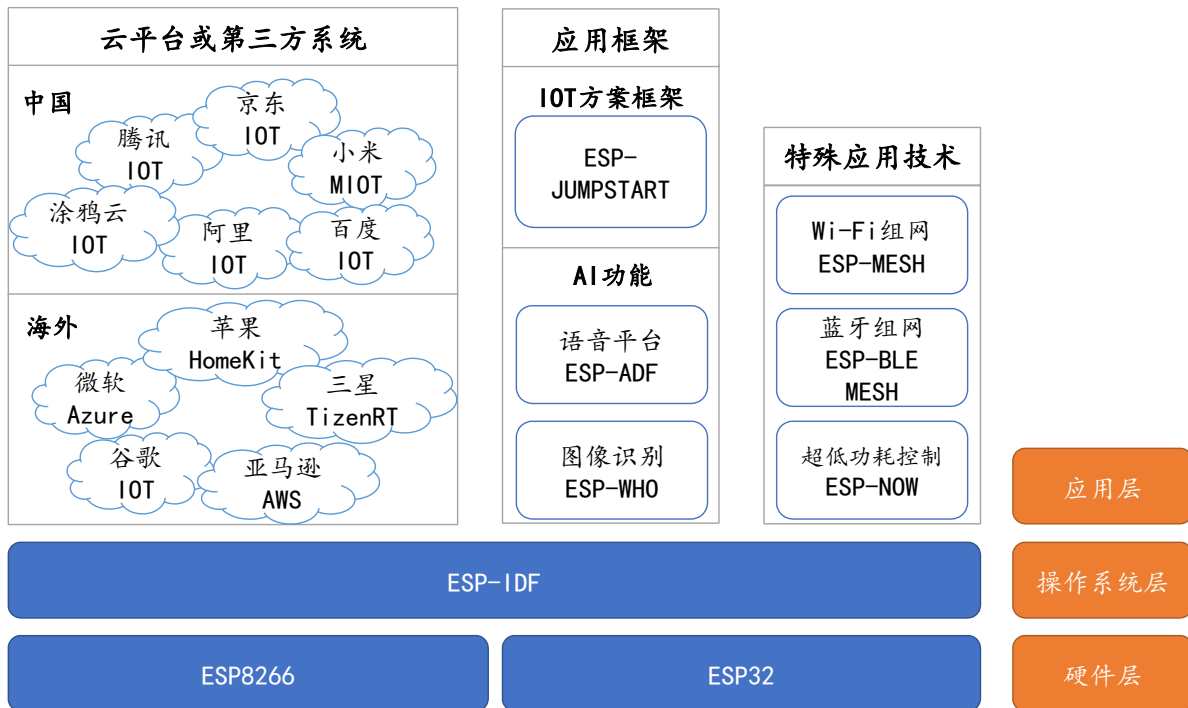 云平台或第三方系统
中国
京东
IOT
腾讯
IOT
小米
MIOT
涂鸦云
IOT
阿里
IOT
百度
IOT
海外
苹果
HomeKit
微软
Azure
三星
TizenRT
谷歌
IOT
亚马逊
AWS
应用框架
IOT方案框架
ESP-
JUMPSTART
AI功能
语音平台
ESP-ADF
图像识别
ESP-WHO
特殊应用技术
Wi-Fi组网
ESP-MESH
蓝牙组网
ESP-BLE
MESH
超低功耗控制
ESP-NOW
应用层
ESP-IDF
操作系统层
ESP8266
ESP32
硬件层